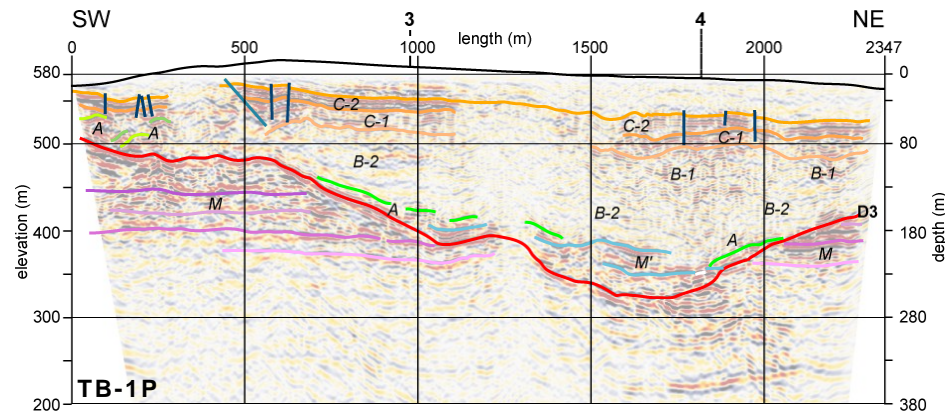 SW 3 4 NE
length (m)
0 500 1000 1500 2000 2347
580 0
C-2
C-1
C-2
C-1
A A
500 80
B-2
B-1 B-1
M A B-2 B-2 D3
elevation (m)
depth (m)
400 180
A
M' M
300 280
TB-1P
200 380